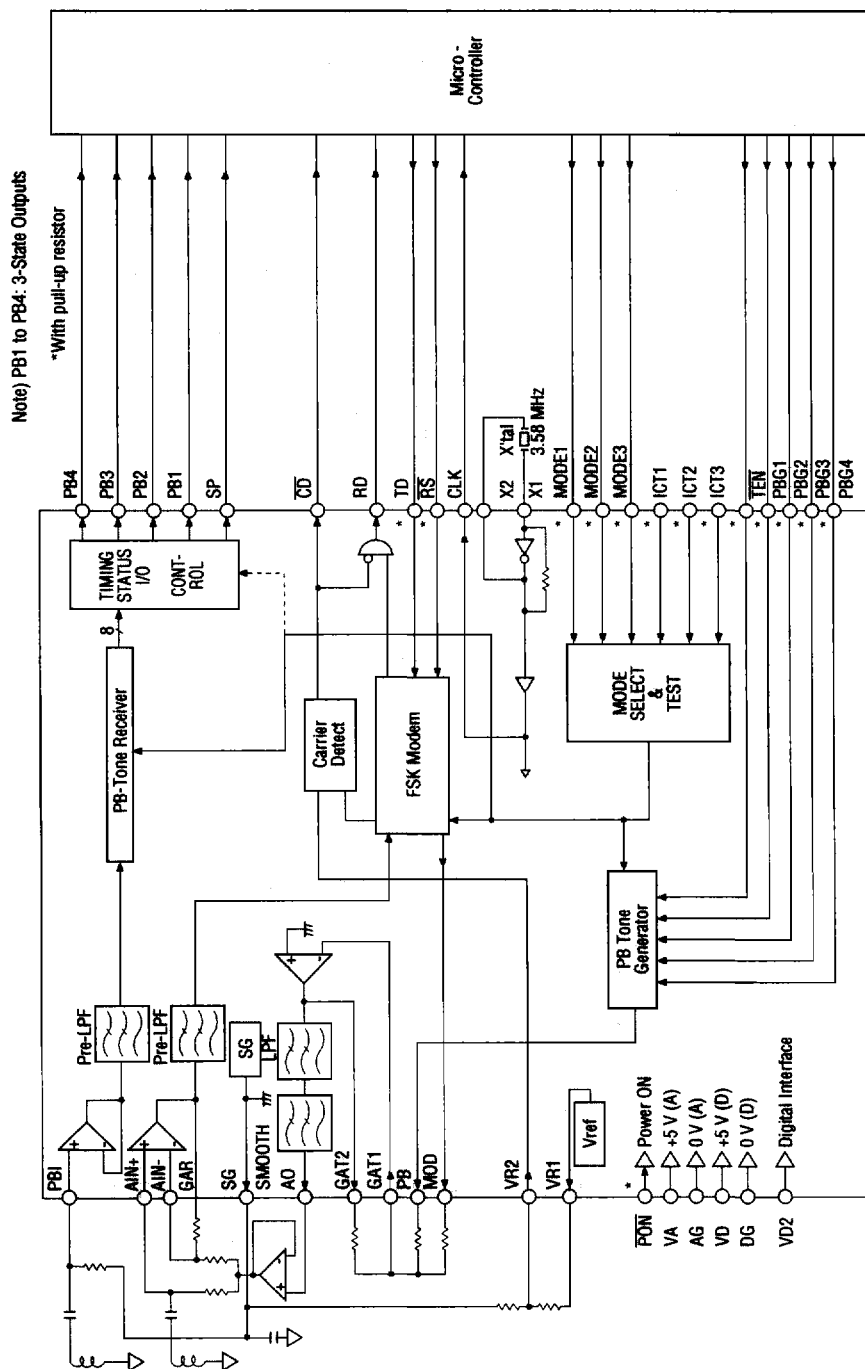 Note) PB1 to PB4: 3-State Outputs
*With pull-up resistor
Micro-
Controller
PB4
PB3
PB2
PB1
SP
CD
RD
TD
*
RS
*
CLK
X2
X1
X'tal
3.58 MHz
MODE1
*
MODE2
*
MODE3
*
ICT1
*
ICT2
*
ICT3
*
TEN
*
PBG1
*
PBG2
*
PBG3
*
PBG4
*
TIMING
STATUS
I/O
CONT-
ROL
8
PB-Tone Receiver
Carrier
Detect
FSK Modem
MODE
SELECT
&
TEST
PB Tone
Generator
Pre-LPF
Pre-LPF
SG
LPF
SMOOTH
+
-
+
-
+
-
+
-
PBI
AIN+
AIN-
GAR
SG
AO
GAT2
GAT1
PB
MOD
VR2
VR1
Vref
PON
*
Power ON
VA
+5 V (A)
AG
0 V (A)
VD
+5 V (D)
DG
0 V (D)
VD2
Digital Interface